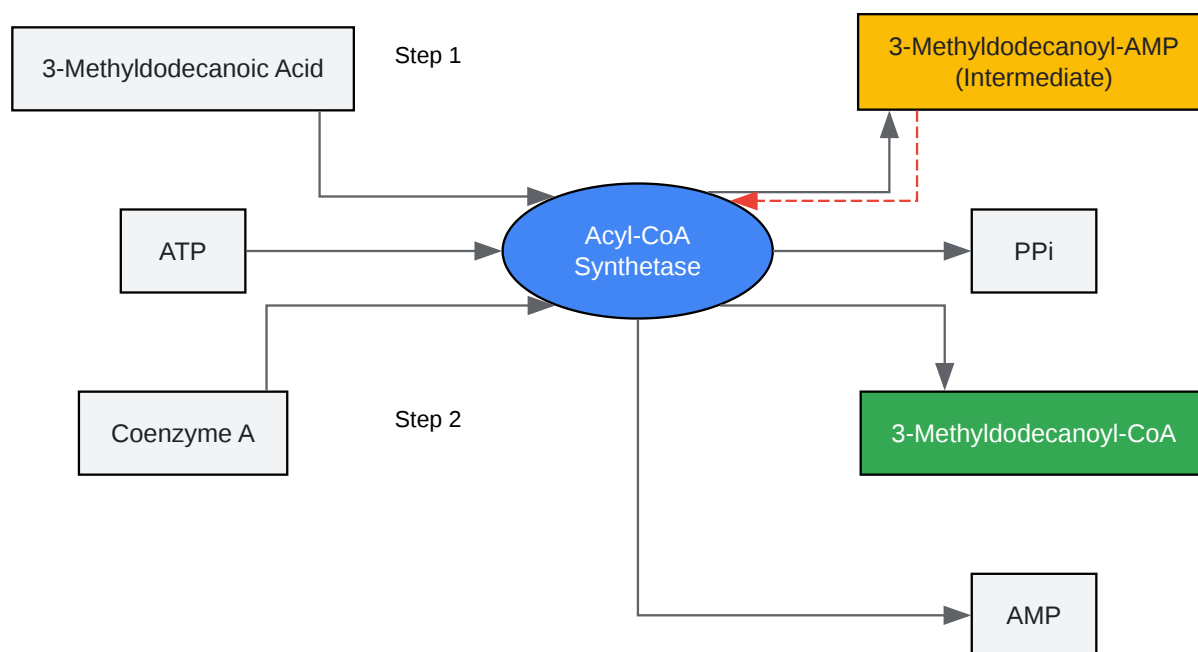 3-Methyldodecanoic Acid
Step 1
3-Methyldodecanoyl-AMP
(Intermediate)
ATP
Acyl-CoA
Synthetase
PPi
Coenzyme A
Step 2
3-Methyldodecanoyl-CoA
AMP